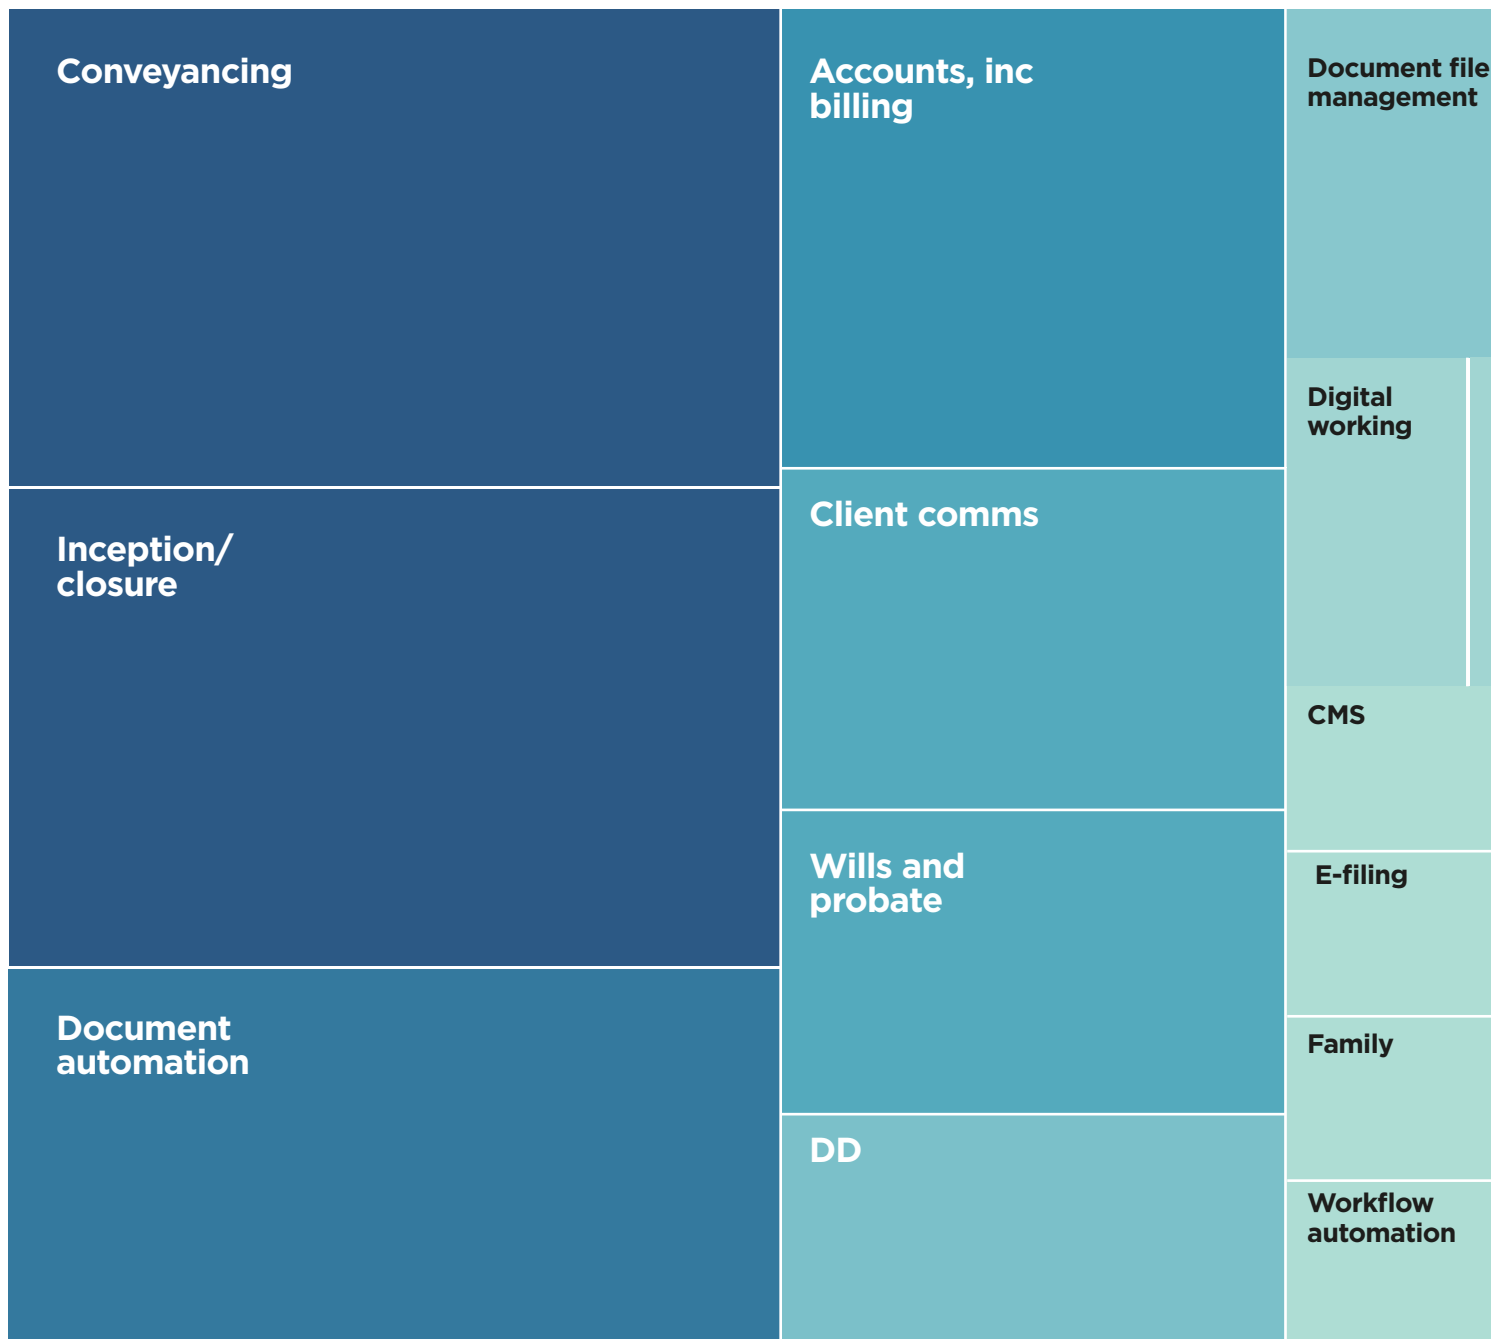 Conveyancing
Inception/
closure
Document
automation
Accounts, inc
billing
Client comms
Wills and
probate
DD
Document file
management
Digital
working
CMS
E-filing
Family
Workflow
automation